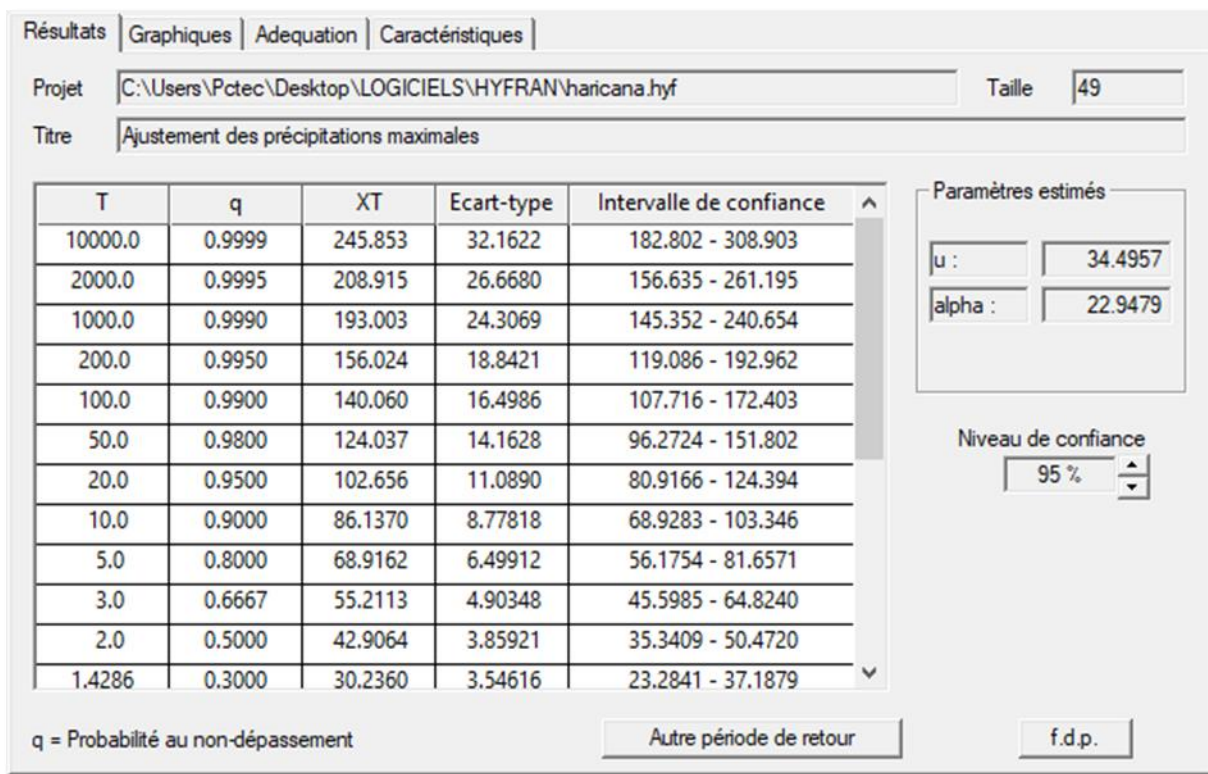 Résultats Graphiques Adequation Caractéristiques
Projet C:\Users\Pctec\Desktop\LOGICIELS\HYFRAN\haricana.hyf Taille 49
Titre Ajustement des précipitations maximales
T q XT Ecart-type Intervalle de confiance
10000.0 0.9999 245.853 32.1622 182.802 - 308.903
2000.0 0.9995 208.915 26.6680 156.635 - 261.195
1000.0 0.9990 193.003 24.3069 145.352 - 240.654
200.0 0.9950 156.024 18.8421 119.086 - 192.962
100.0 0.9900 140.060 16.4986 107.716 - 172.403
50.0 0.9800 124.037 14.1628 96.2724 - 151.802
20.0 0.9500 102.656 11.0890 80.9166 - 124.394
10.0 0.9000 86.1370 8.77818 68.9283 - 103.346
5.0 0.8000 68.9162 6.49912 56.1754 - 81.6571
3.0 0.6667 55.2113 4.90348 45.5985 - 64.8240
2.0 0.5000 42.9064 3.85921 35.3409 - 50.4720
1.4286 0.3000 30.2360 3.54616 23.2841 - 37.1879
Paramètres estimés
u : 34.4957
alpha : 22.9479
Niveau de confiance
95 %
q = Probabilité au non-dépassement
Autre période de retour
f.d.p.